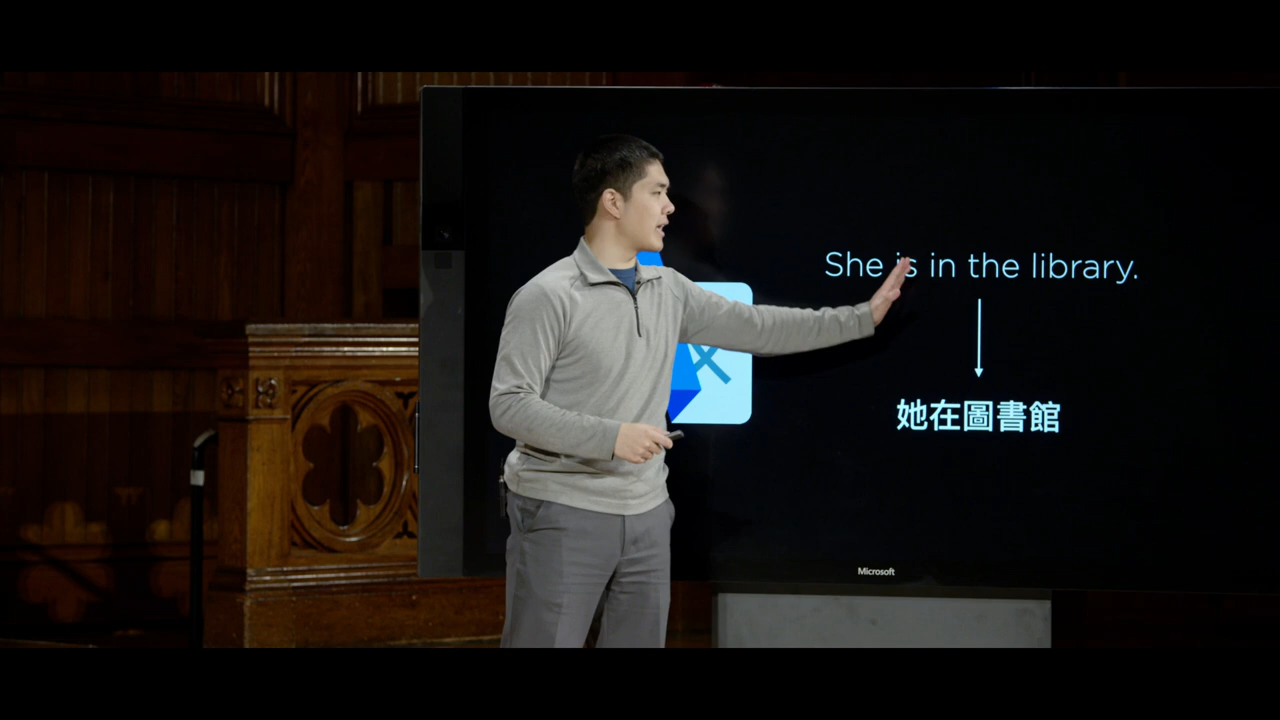 She is in the library.
她在圖書館
Microsoft